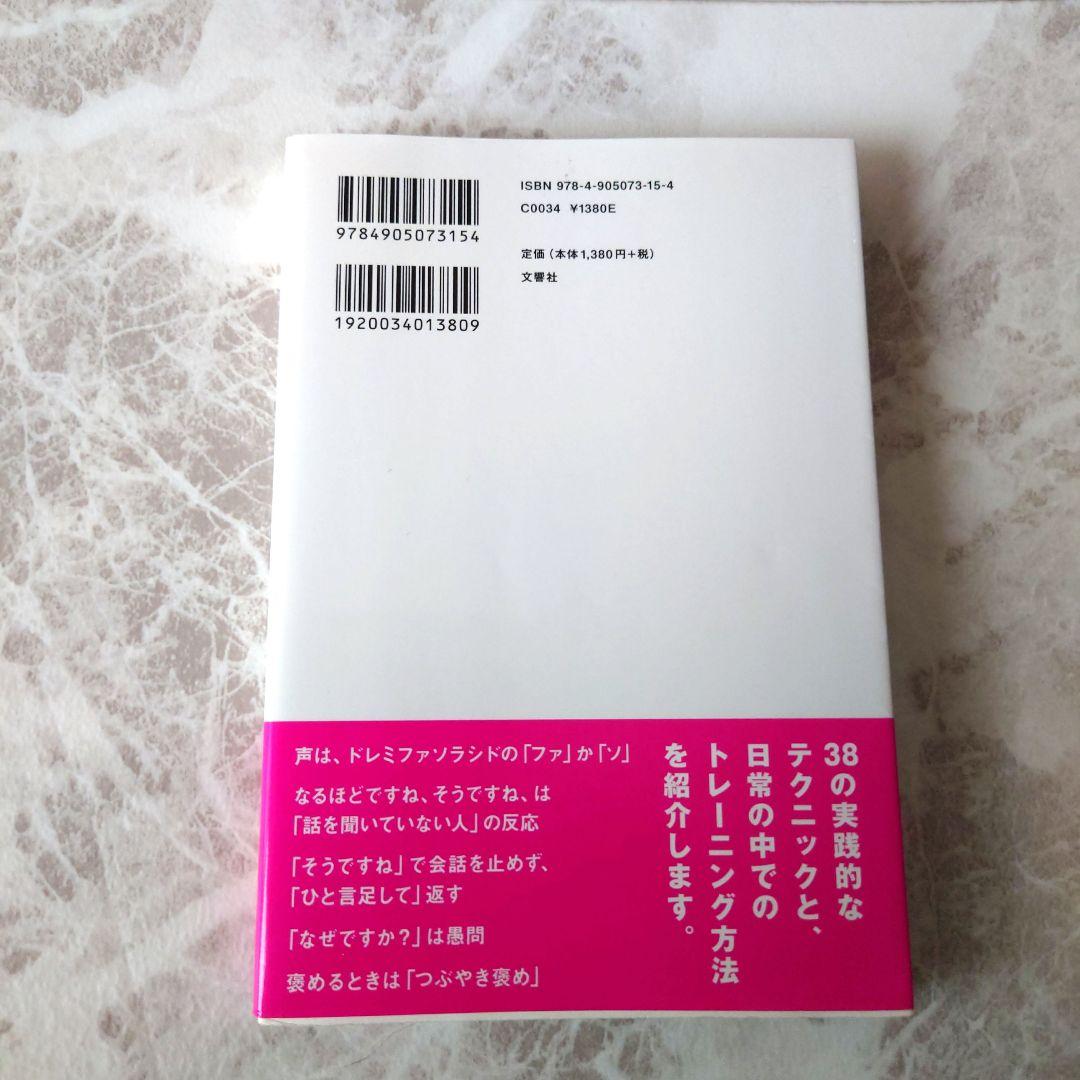 9784905073154
1920034013809
ISBN 978-4-905073-15-4
C0034 ¥1380E
定価（本体1,380円+税）
文響社
38の実践的な
テクニックと、
日常の中での
トレーニング方法
を紹介します。
声は、ドレミファソラシドの「ファ」か「ソ」
なるほどですね、そうですね、は
「話を聞いていない人」の反応
「そうですね」で会話を止めず、
「ひと言足して」返す
「なぜですか？」は愚問
褒めるときは「つぶやき褒め」